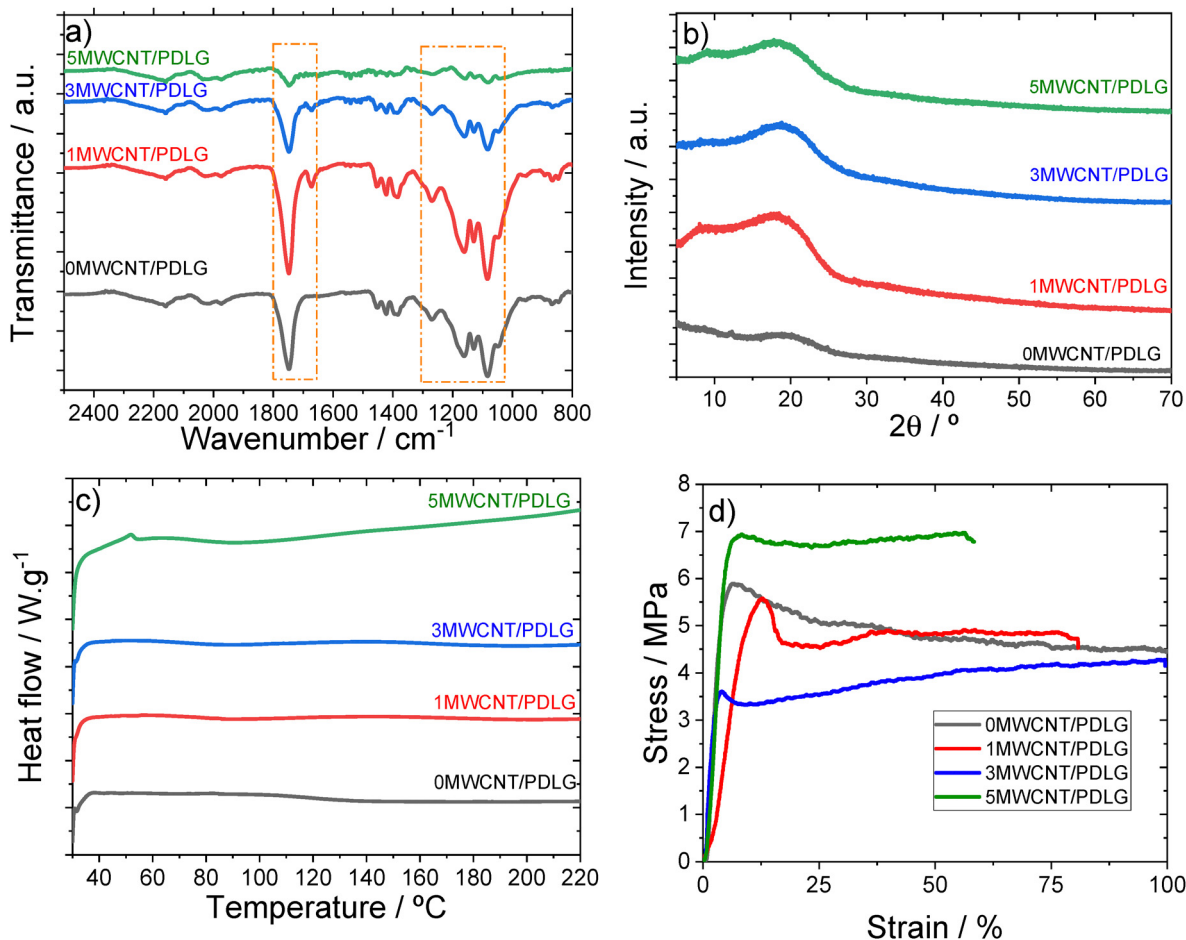 a)
5MWCNT/PDLG
3MWCNT/PDLG
1MWCNT/PDLG
0MWCNT/PDLG
Transmittance / a.u.
2400 2200 2000 1800 1600 1400 1200 1000 800
Wavenumber / cm-1
b)
5MWCNT/PDLG
3MWCNT/PDLG
1MWCNT/PDLG
0MWCNT/PDLG
Intensity / a.u.
10 20 30 40 50 60 70
2θ / º
c)
5MWCNT/PDLG
3MWCNT/PDLG
1MWCNT/PDLG
0MWCNT/PDLG
Heat flow / W.g-1
40 60 80 100 120 140 160 180 200 220
Temperature / ºC
d)
8
7
6
5
4
3
2
1
0
Stress / MPa
0MWCNT/PDLG
1MWCNT/PDLG
3MWCNT/PDLG
5MWCNT/PDLG
0 25 50 75 100
Strain / %